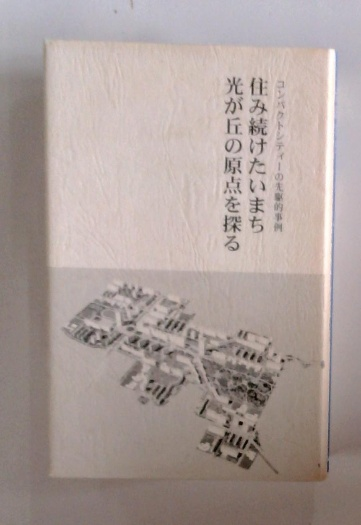 コンパクトシティーの先駆的事例
住み続けたいまち
光が丘の原点を探る